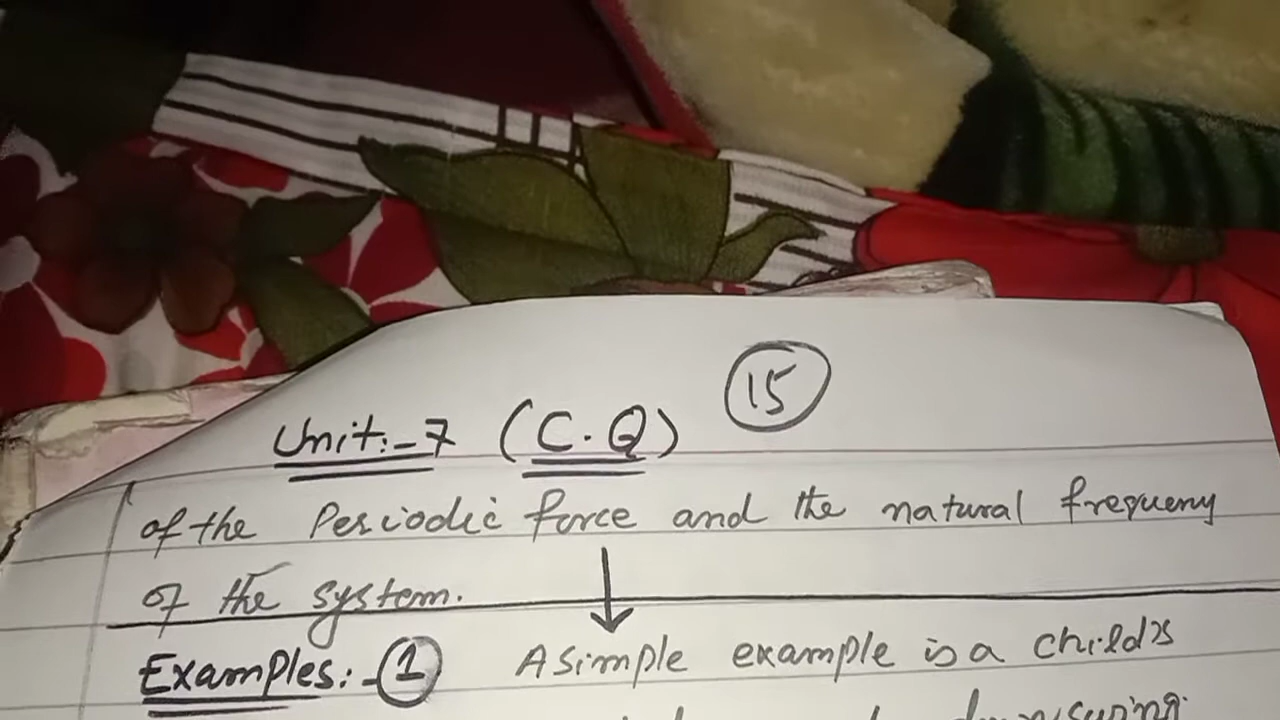 15
Unit:-7 (C.Q)
of the Periodic force and the natural frequency
of the system.
Examples:-1 A simple example is a child's
swing.